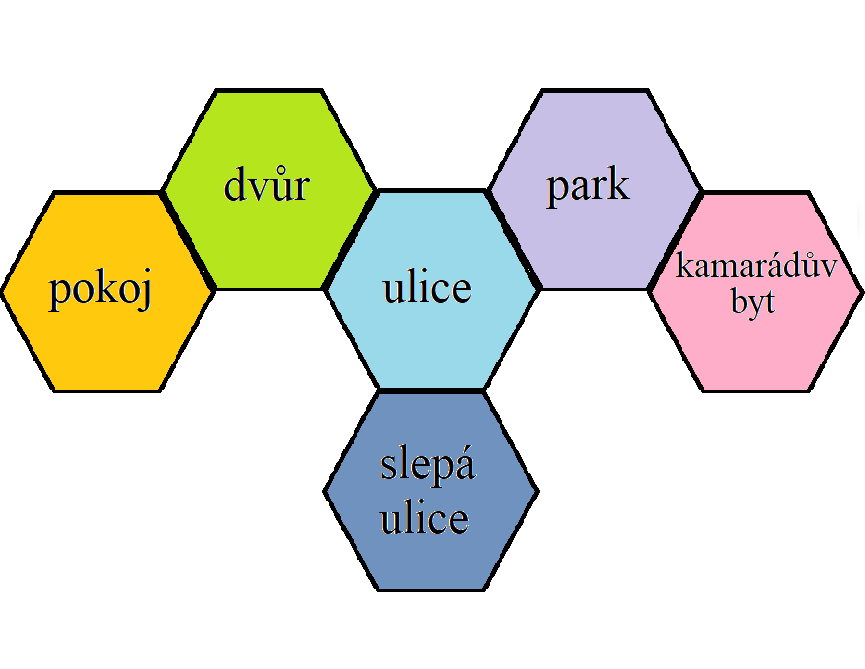 dvůr
park
pokoj
ulice
kamarádův
byt
slepá
ulice